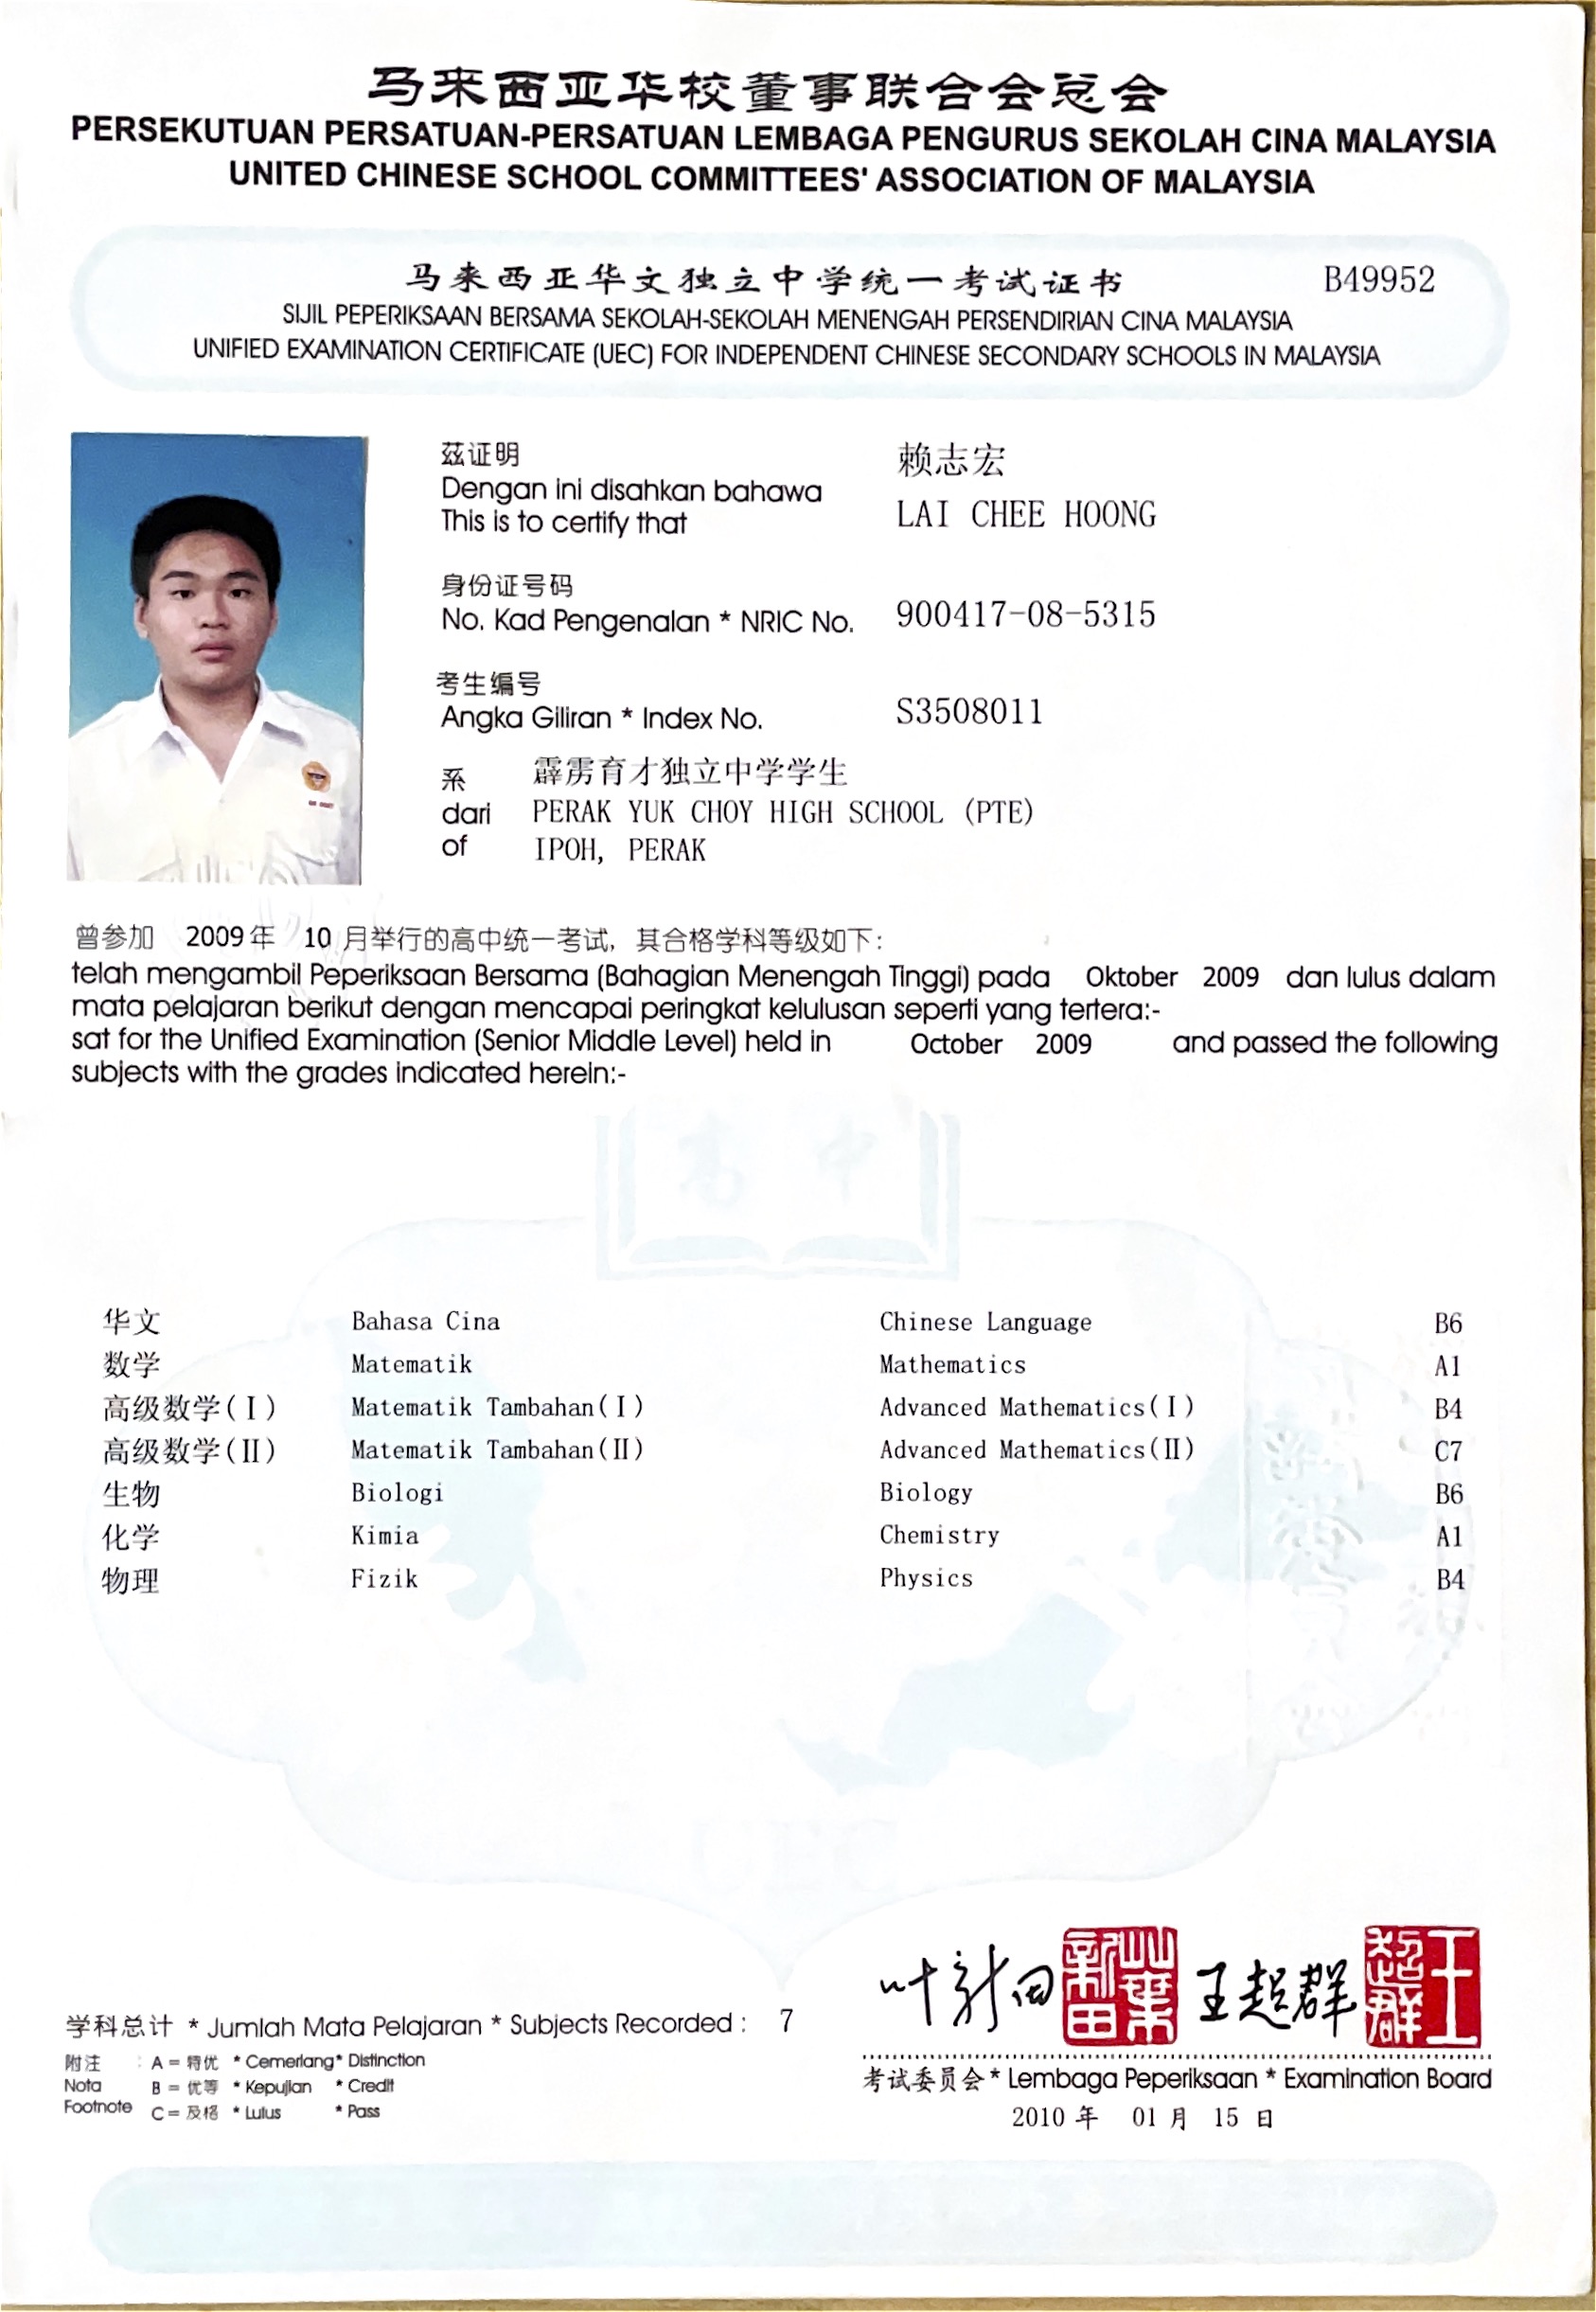 马来西亚华校董事联合会总会
PERSEKUTUAN PERSATUAN-PERSATUAN LEMBAGA PENGURUS SEKOLAH CINA MALAYSIA
UNITED CHINESE SCHOOL COMMITTEES' ASSOCIATION OF MALAYSIA
马来西亚华文独立中学统一考试证书 B49952
SIJIL PEPERIKSAAN BERSAMA SEKOLAH-SEKOLAH MENENGAH PERSENDIRIAN CINA MALAYSIA
UNIFIED EXAMINATION CERTIFICATE (UEC) FOR INDEPENDENT CHINESE SECONDARY SCHOOLS IN MALAYSIA
兹证明 赖志宏
Dengan ini disahkan bahawa
This is to certify that LAI CHEE HOONG
身份证号码
No. Kad Pengenalan * NRIC No. 900417-08-5315
考生编号
Angka Giliran * Index No. S3508011
系 霹雳育才独立中学学生
dari PERAK YUK CHOY HIGH SCHOOL (PTE)
of IPOH, PERAK
曾参加 2009年 10 月举行的高中统一考试, 其合格学科等级如下:
telah mengambil Peperiksaan Bersama (Bahagian Menengah Tinggi) pada Oktober 2009 dan lulus dalam
mata pelajaran berikut dengan mencapai peringkat kelulusan seperti yang tertera:-
sat for the Unified Examination (Senior Middle Level) held in October 2009 and passed the following
subjects with the grades indicated herein:-
高中
华文 Bahasa Cina Chinese Language B6
数学 Matematik Mathematics A1
高级数学(Ⅰ) Matematik Tambahan(Ⅰ) Advanced Mathematics(Ⅰ) B4
高级数学(Ⅱ) Matematik Tambahan(Ⅱ) Advanced Mathematics(Ⅱ) C7
生物 Biologi Biology B6
化学 Kimia Chemistry A1
物理 Fizik Physics B4
UEC
叶新田 叶新田 王超群 王超群
学科总计 * Jumlah Mata Pelajaran * Subjects Recorded : 7
附注 : A = 特优 * Cemerlang * Distinction
Nota B = 优等 * Kepujian * Credit
Footnote C = 及格 * Lulus * Pass
考试委员会 * Lembaga Peperiksaan * Examination Board
2010 年 01 月 15 日